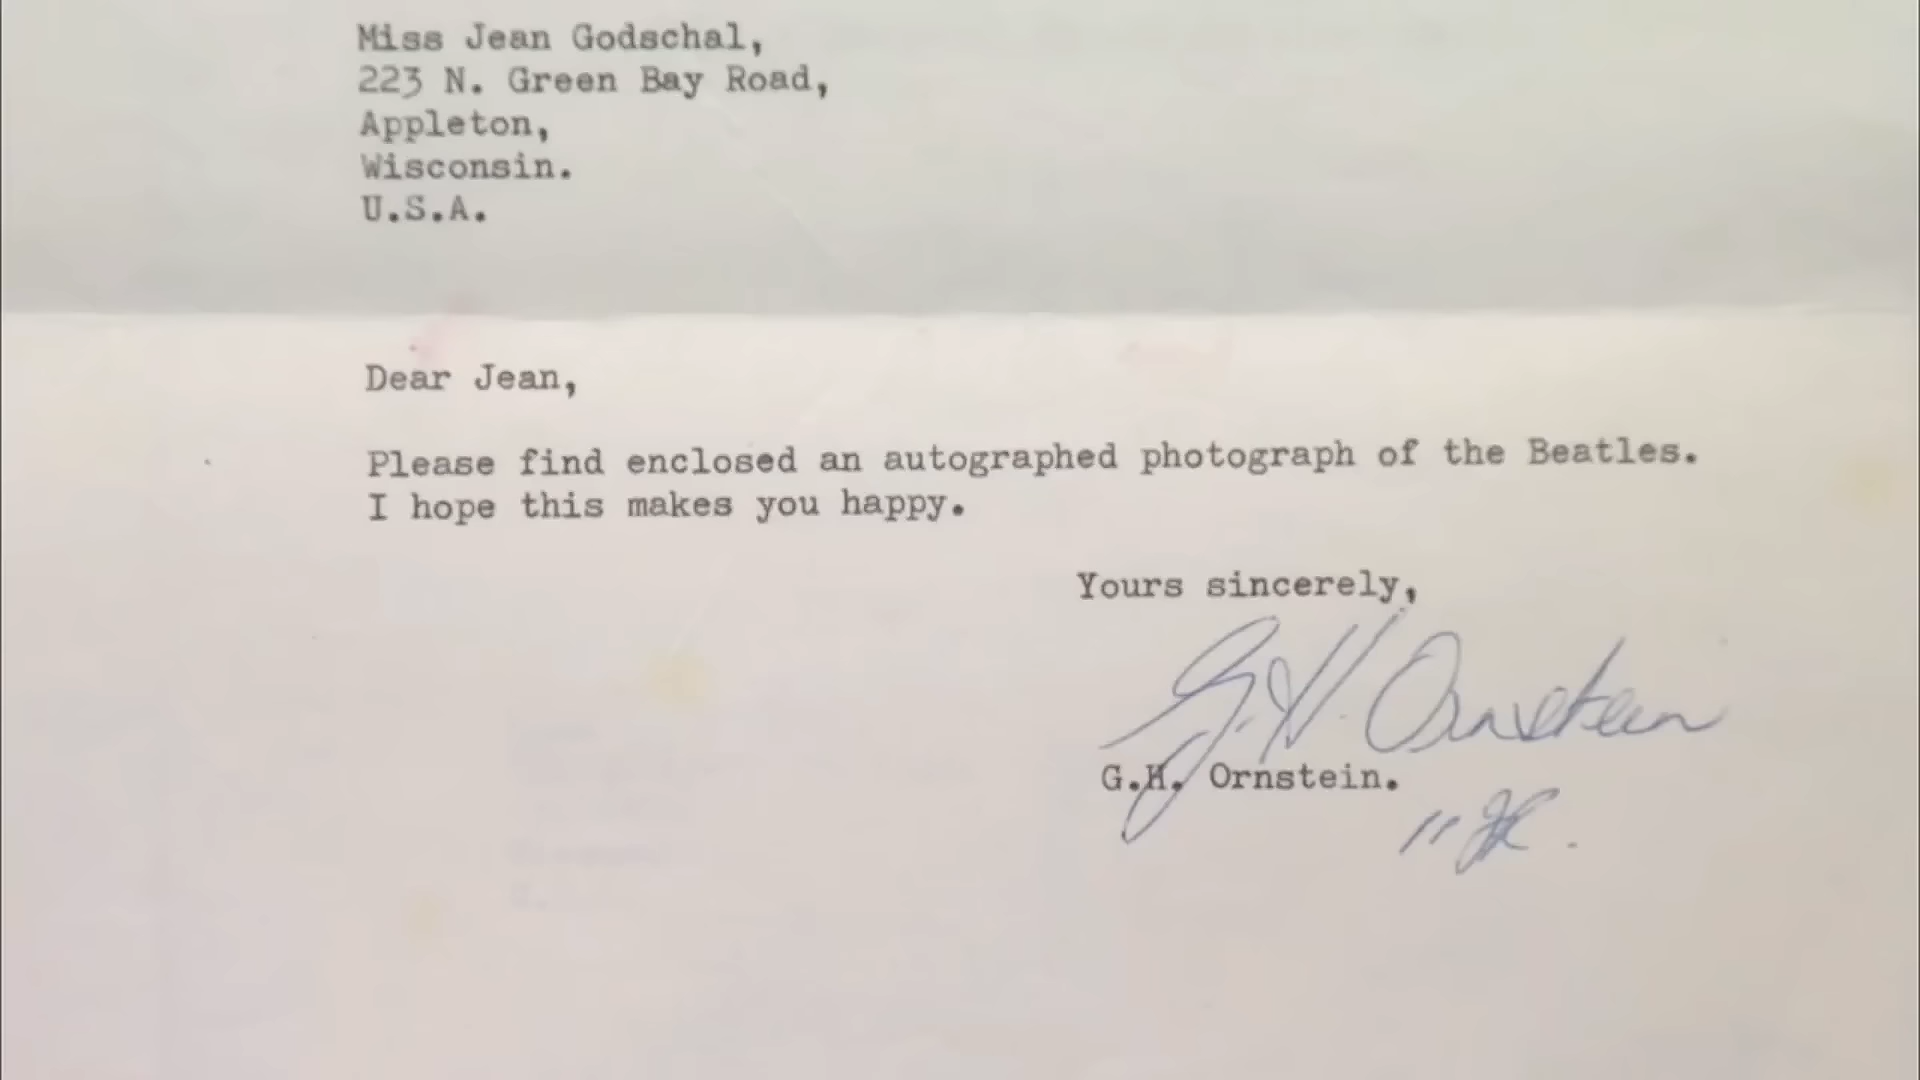 Miss Jean Godschal,
223 N. Green Bay Road,
Appleton,
Wisconsin.
U.S.A.
Dear Jean,
Please find enclosed an autographed photograph of the Beatles.
I hope this makes you happy.
Yours sincerely,
G.H. Ornstein
G.H. Ornstein.